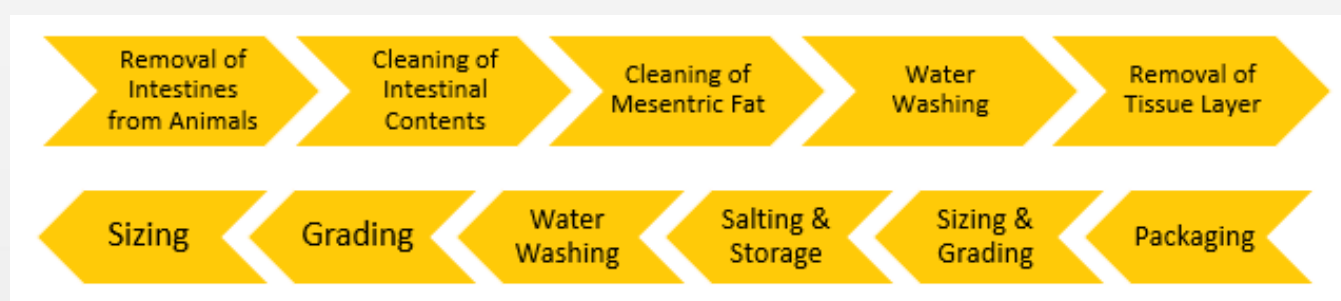 Removal of
Intestines
from Animals
Cleaning of
Intestinal
Contents
Cleaning of
Mesentric Fat
Water
Washing
Removal of
Tissue Layer
Sizing
Grading
Water
Washing
Salting &
Storage
Sizing &
Grading
Packaging